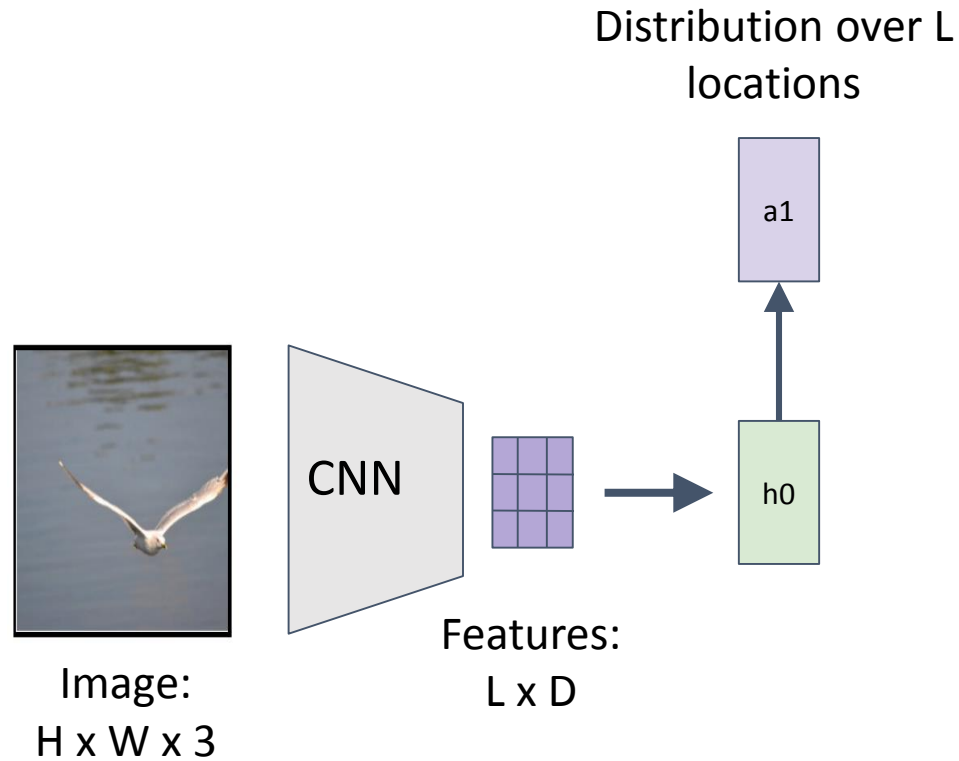 Distribution over L
locations
a1
CNN
h0
Features:
L x D
Image:
H x W x 3